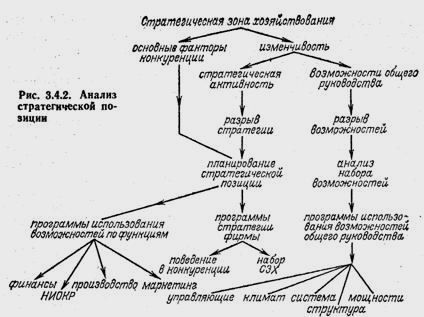 Стратегическая зона хозяйствования
основные факторы
конкуренции
изменчивость
стратегическая
активность
возможности общего
руководства
Рис. 3.4.2. Анализ
стратегической по-
зиции
разрыв
стратегии
разрыв
возможностей
планирование
стратегической
позиции
анализ
набора
возможностей
программы использования
возможностей по функциям
программы
стратегии
фирмы
программы использо-
вания возможностей
общего руководства
финансы
НИОКР
производство
маркетинг
поведение
в конкуренции
набор
СЗХ
управляющие
климат
система
структура
мощности